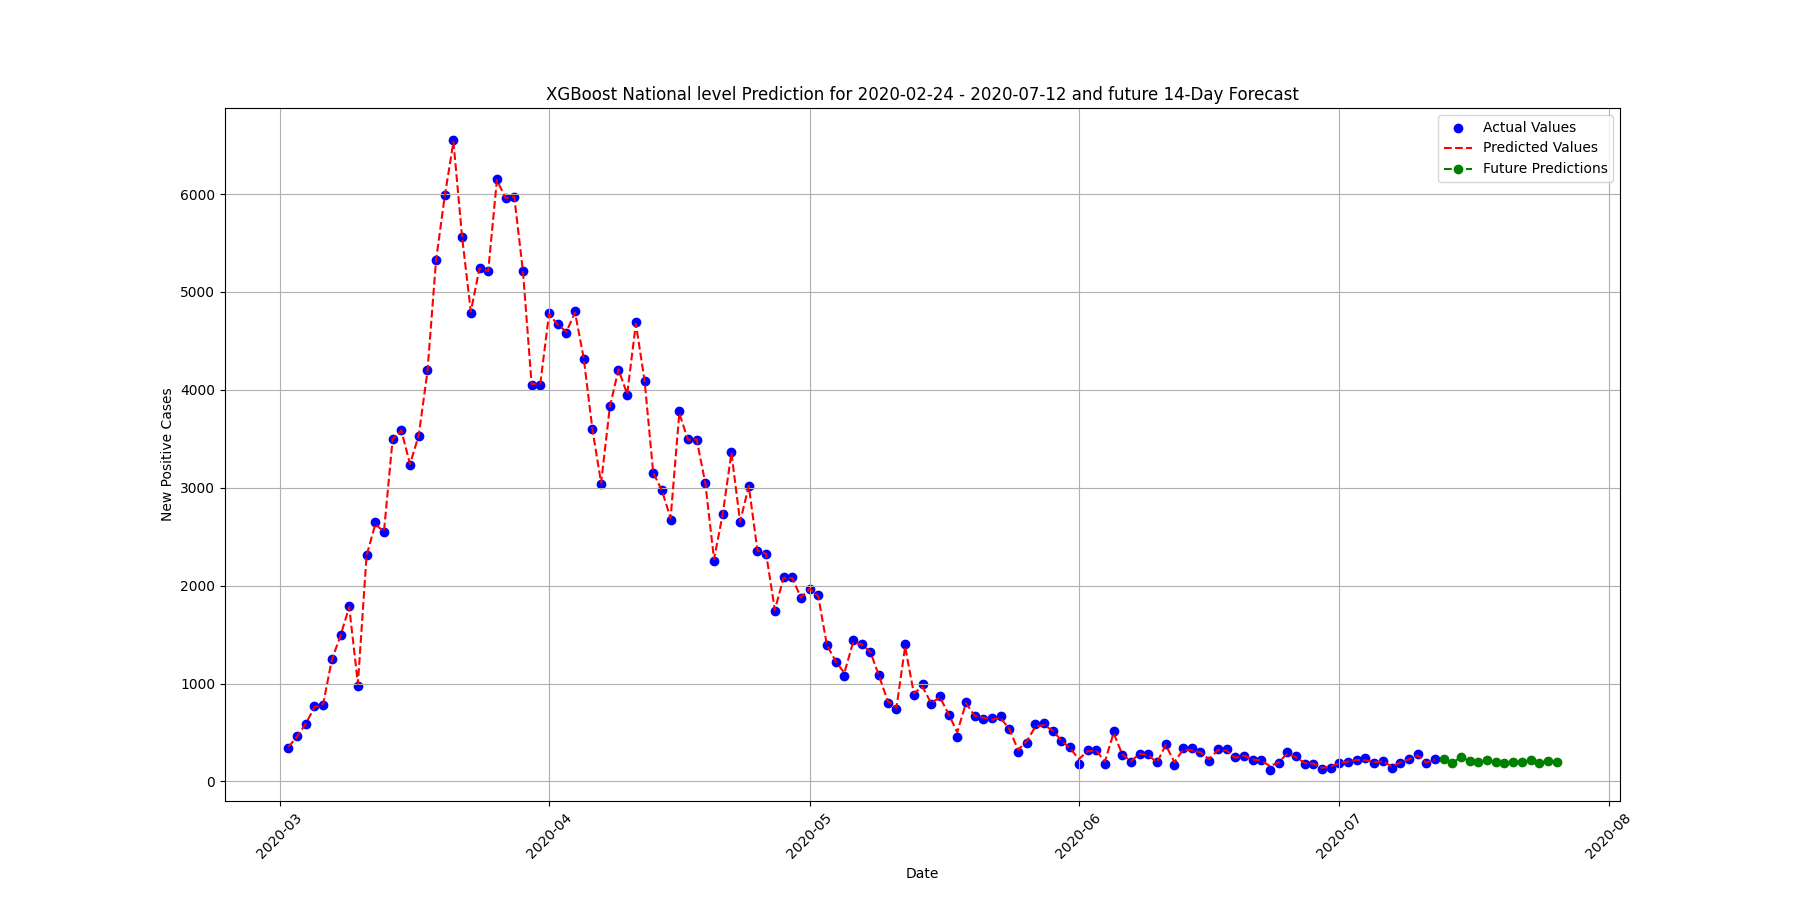 XGBoost National level Prediction for 2020-02-24 - 2020-07-12 and future 14-Day Forecast
Actual Values
Predicted Values
Future Predictions
New Positive Cases
6000
5000
4000
3000
2000
1000
0
2020-03
2020-04
2020-05
2020-06
2020-07
2020-08
Date